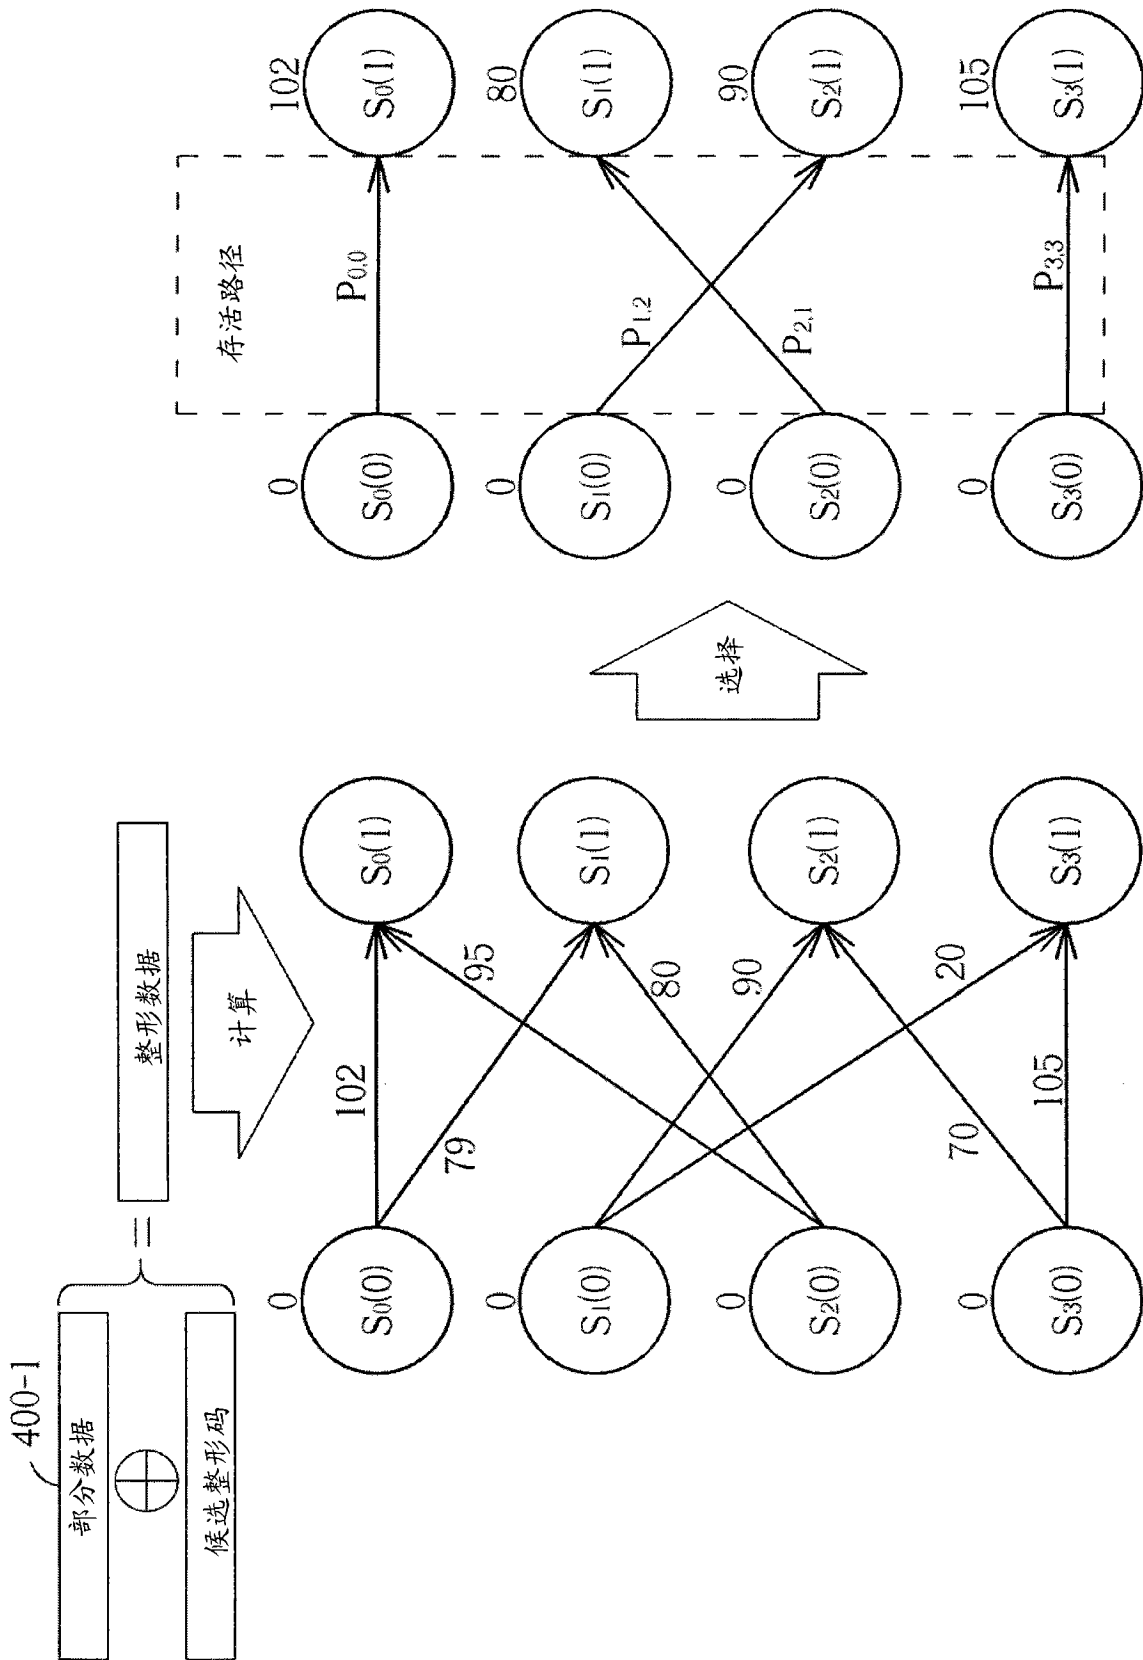 400-1
部分数据
候选整形码
=
整形数据
计算
0
S0(0)
102
S0(1)
79
95
0
S1(0)
S1(1)
80
0
S2(0)
90
S2(1)
20
0
S3(0)
70
105
S3(1)
选择
存活路径
0
S0(0)
P0,0
102
S0(1)
0
S1(0)
P1,2
80
S1(1)
0
S2(0)
P2,1
90
S2(1)
0
S3(0)
P3,3
105
S3(1)